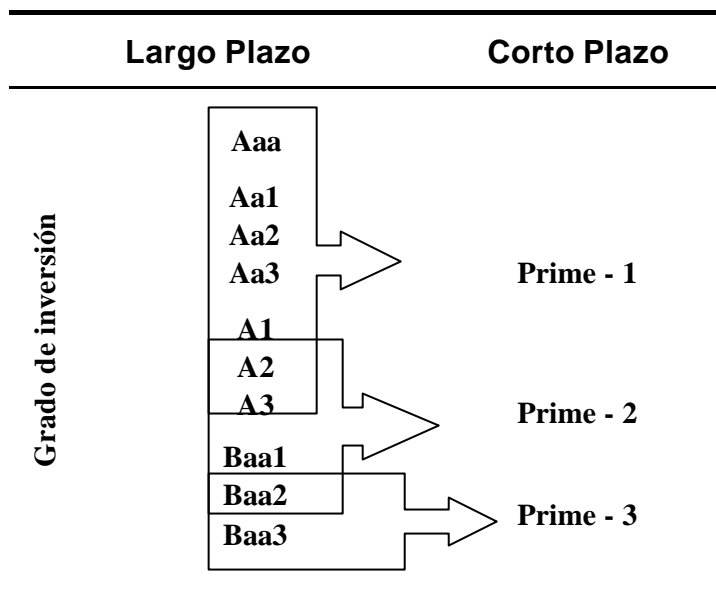 Largo Plazo Corto Plazo
Grado de inversión
Aaa
Aa1
Aa2
Aa3
Prime - 1
A1
A2
A3
Prime - 2
Baa1
Baa2
Baa3
Prime - 3